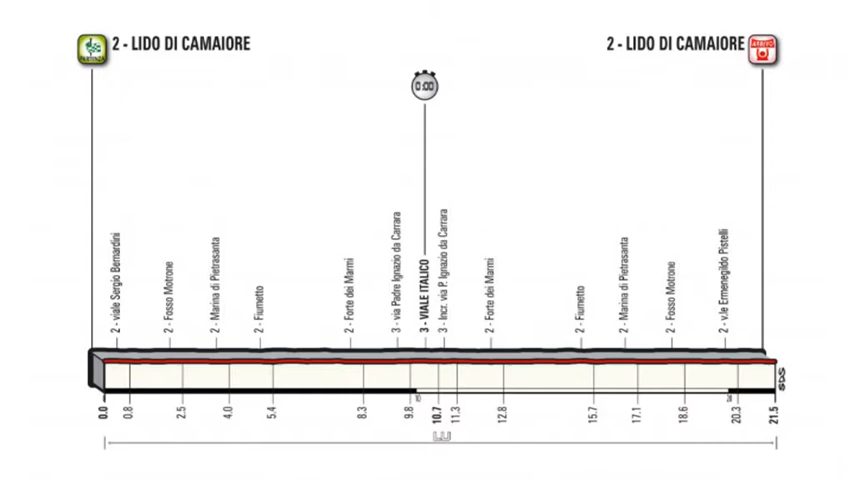 PARTENZA
2 - LIDO DI CAMAIORE
2 - LIDO DI CAMAIORE
ARRIVO
0:00
2 - viale Sergio Bernardini
2 - Fosso Motrone
2 - Marina di Pietrasanta
2 - Fiumetto
2 - Forte dei Marmi
3 - via Padre Ignazio da Carrara
3 - VIALE ITALICO
3 - Incr. via P. Ignazio da Carrara
2 - Forte dei Marmi
2 - Fiumetto
2 - Marina di Pietrasanta
2 - Fosso Motrone
2 - v.le Ermenegildo Pistelli
SDS
0.0
0.8
2.5
4.0
5.4
8.3
9.8
10.7
11.3
12.8
15.7
17.1
18.6
20.3
21.5